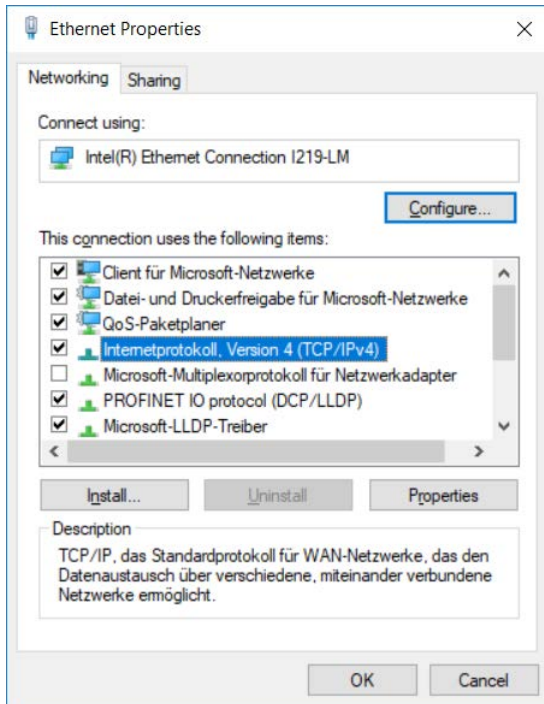 Ethernet Properties
Networking
Sharing
Connect using:
Intel(R) Ethernet Connection I219-LM
Configure...
This connection uses the following items:
Client für Microsoft-Netzwerke
Datei- und Druckerfreigabe für Microsoft-Netzwerke
QoS-Paketplaner
Internetprotokoll, Version 4 (TCP/IPv4)
Microsoft-Multiplexorprotokoll für Netzwerkadapter
PROFINET IO protocol (DCP/LLDP)
Microsoft-LLDP-Treiber
Install...
Uninstall
Properties
Description
TCP/IP, das Standardprotokoll für WAN-Netzwerke, das den
Datenaustausch über verschiedene, miteinander verbundene
Netzwerke ermöglicht.
OK
Cancel